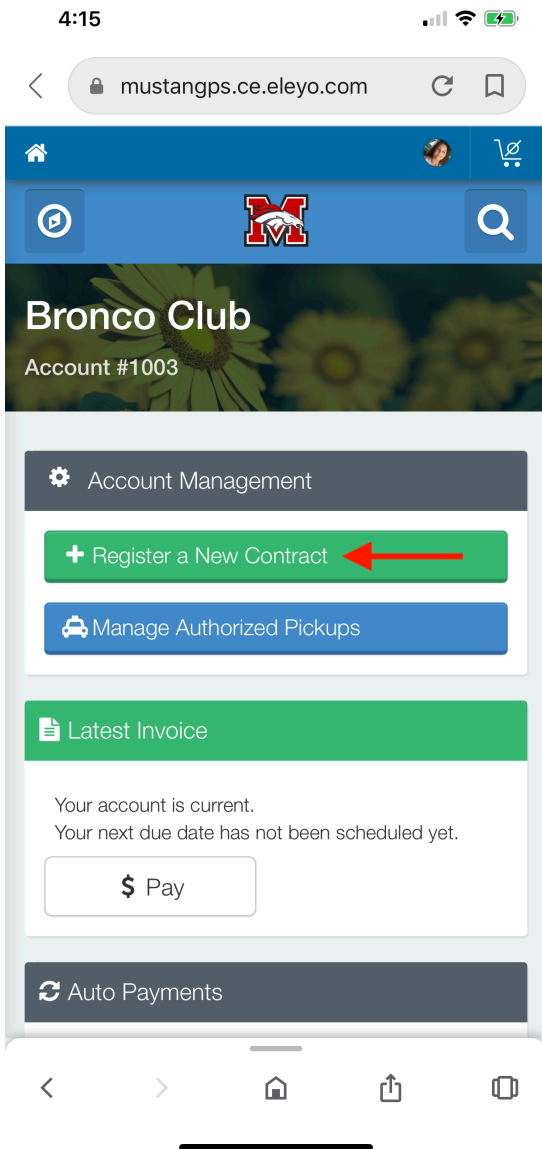 4:15
mustangps.ce.eleyo.com
M
Bronco Club
Account #1003
Account Management
Register a New Contract
Manage Authorized Pickups
Latest Invoice
Your account is current.
Your next due date has not been scheduled yet.
$ Pay
Auto Payments